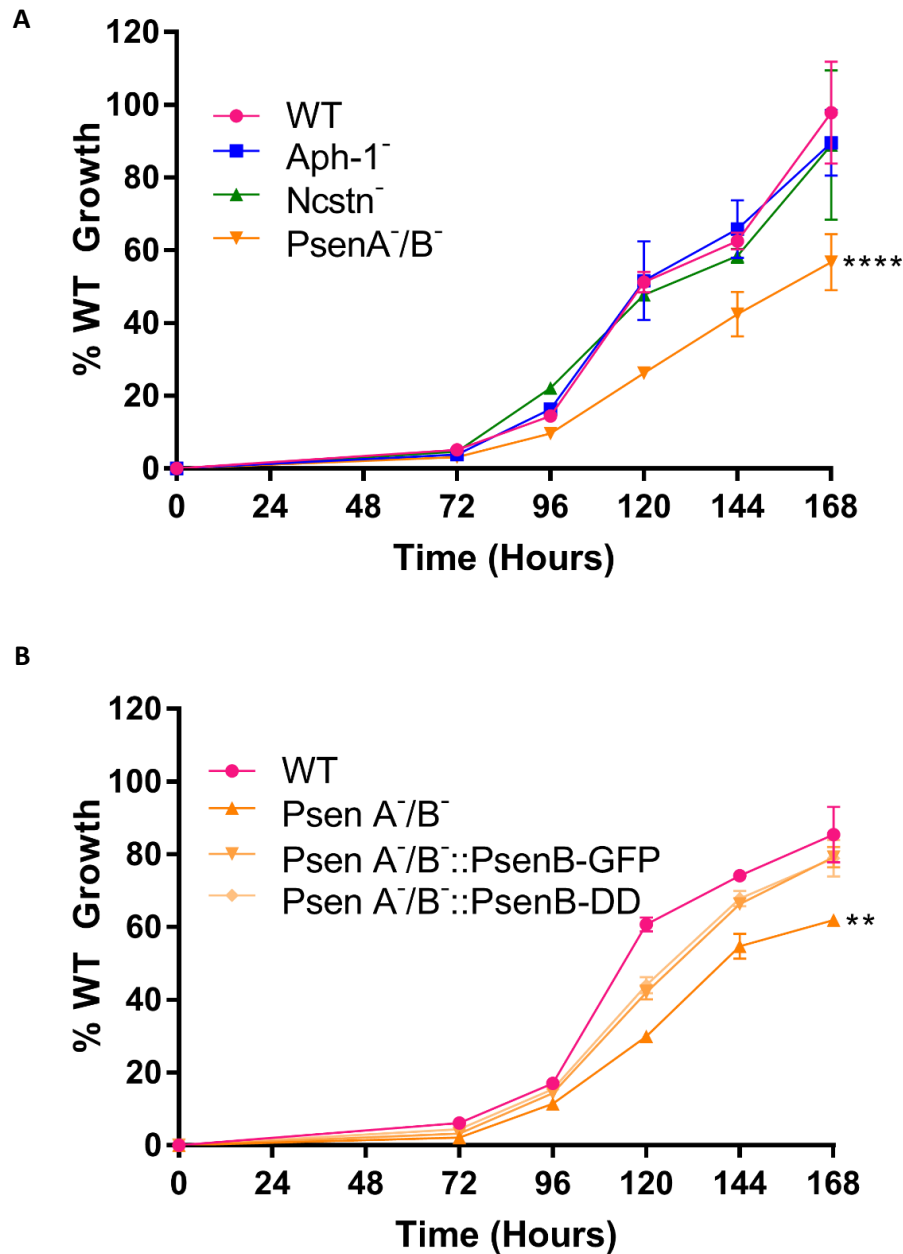 A
120
100
80
60
40
20
0
% WT Growth
WT
Aph-1⁻
Ncstn⁻
PsenA⁻/B⁻
****
0 24 48 72 96 120 144 168
Time (Hours)
B
120
100
80
60
40
20
0
% WT Growth
WT
Psen A⁻/B⁻
Psen A⁻/B⁻::PsenB-GFP
Psen A⁻/B⁻::PsenB-DD
**
0 24 48 72 96 120 144 168
Time (Hours)